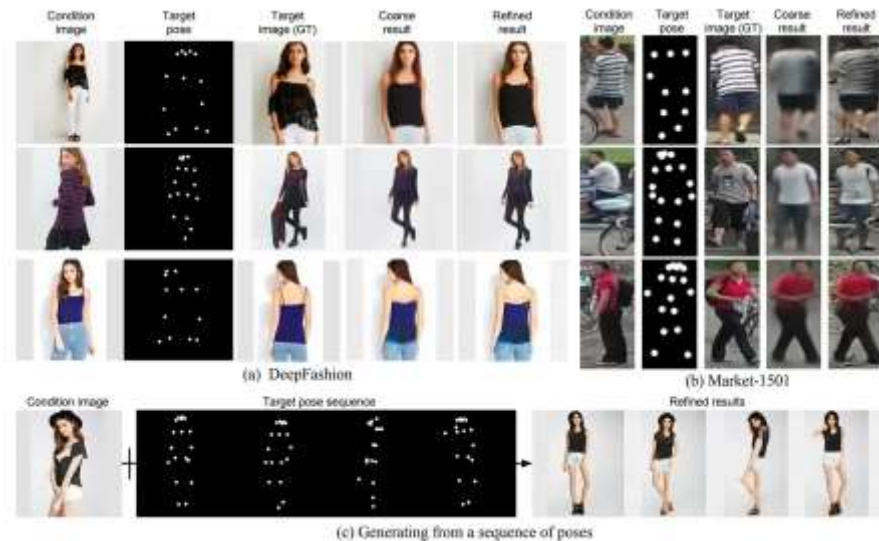 Condition image
Target pose
Target image (GT)
Coarse result
Refined result
Condition image
Target pose
Target image (GT)
Coarse result
Refined result
(a) DeepFashion
(b) Market-1501
Condition image
Target pose sequence
Refined results
(c) Generating from a sequence of poses